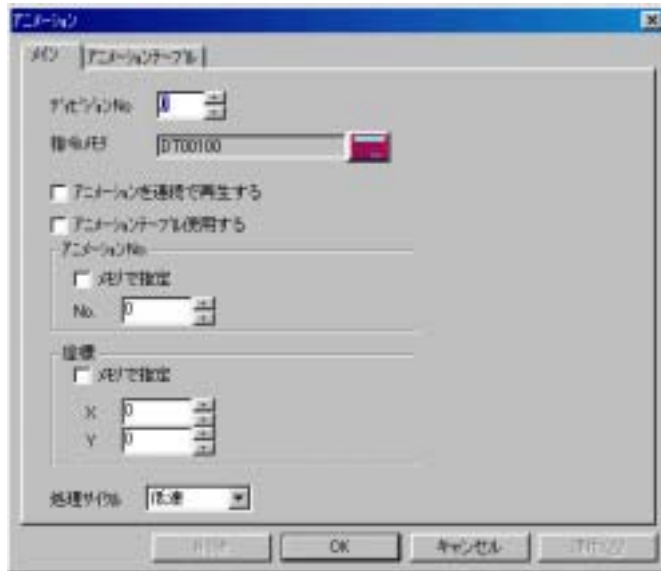 アニメーション
メイン アニメーションテーブル
ディビジョンNo
指令メモリ DT00100
アニメーションを連続で再生する
アニメーションテーブル使用する
アニメーションNo.
メモリで指定
No. 0
座標
メモリで指定
X 0
Y 0
処理サイクル 低速
OK キャンセル